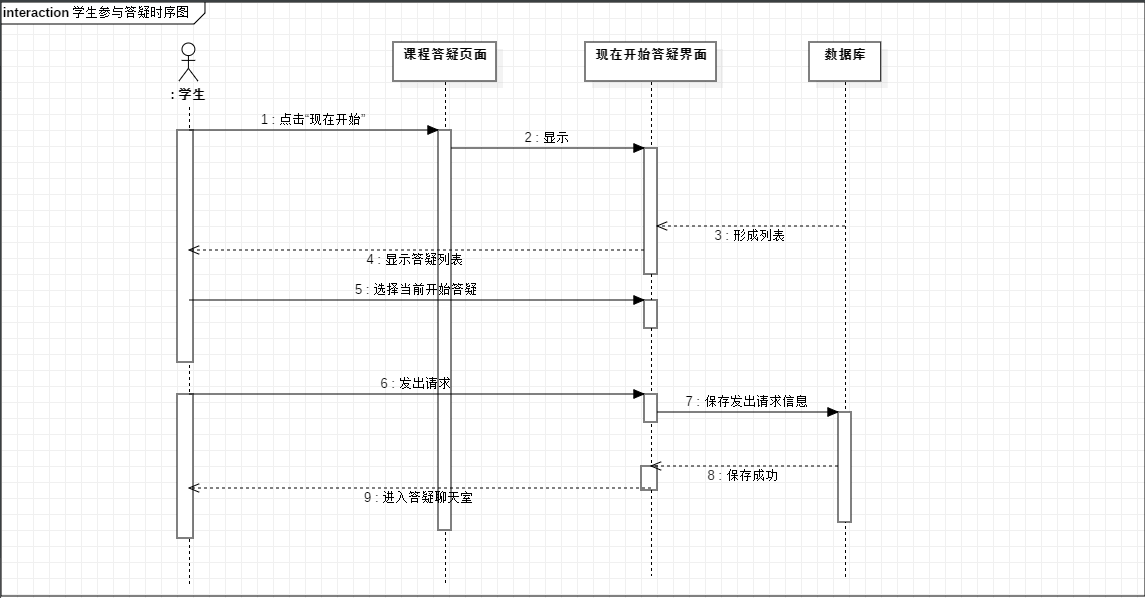 interaction 学生参与答疑时序图
课程答疑页面
现在开始答疑界面
数据库
: 学生
1 : 点击“现在开始”
2 : 显示
3 : 形成列表
4 : 显示答疑列表
5 : 选择当前开始答疑
6 : 发出请求
7 : 保存发出请求信息
8 : 保存成功
9 : 进入答疑聊天室